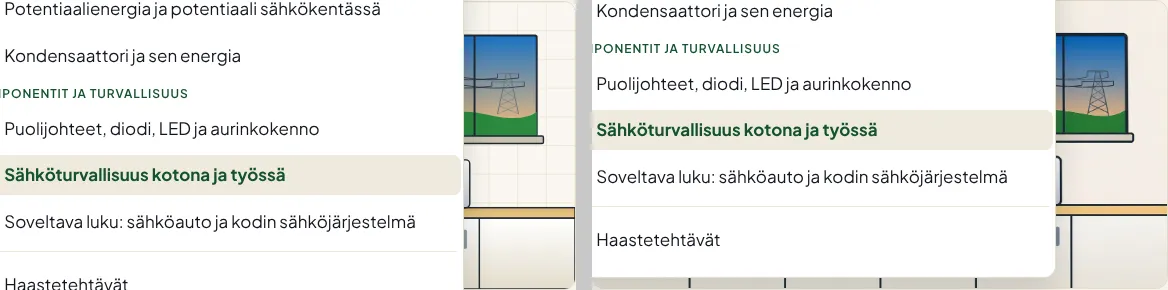 Potentiaalienergia ja potentiaali sähkökentässä
Kondensaattori ja sen energia
PONENTIT JA TURVALLISUUS
Puolijohteet, diodi, LED ja aurinkokenno
Sähköturvallisuus kotona ja työssä
Soveltava luku: sähköauto ja kodin sähköjärjestelmä
Haastetehtävät
Kondensaattori ja sen energia
PONENTIT JA TURVALLISUUS
Puolijohteet, diodi, LED ja aurinkokenno
Sähköturvallisuus kotona ja työssä
Soveltava luku: sähköauto ja kodin sähköjärjestelmä
Haastetehtävät